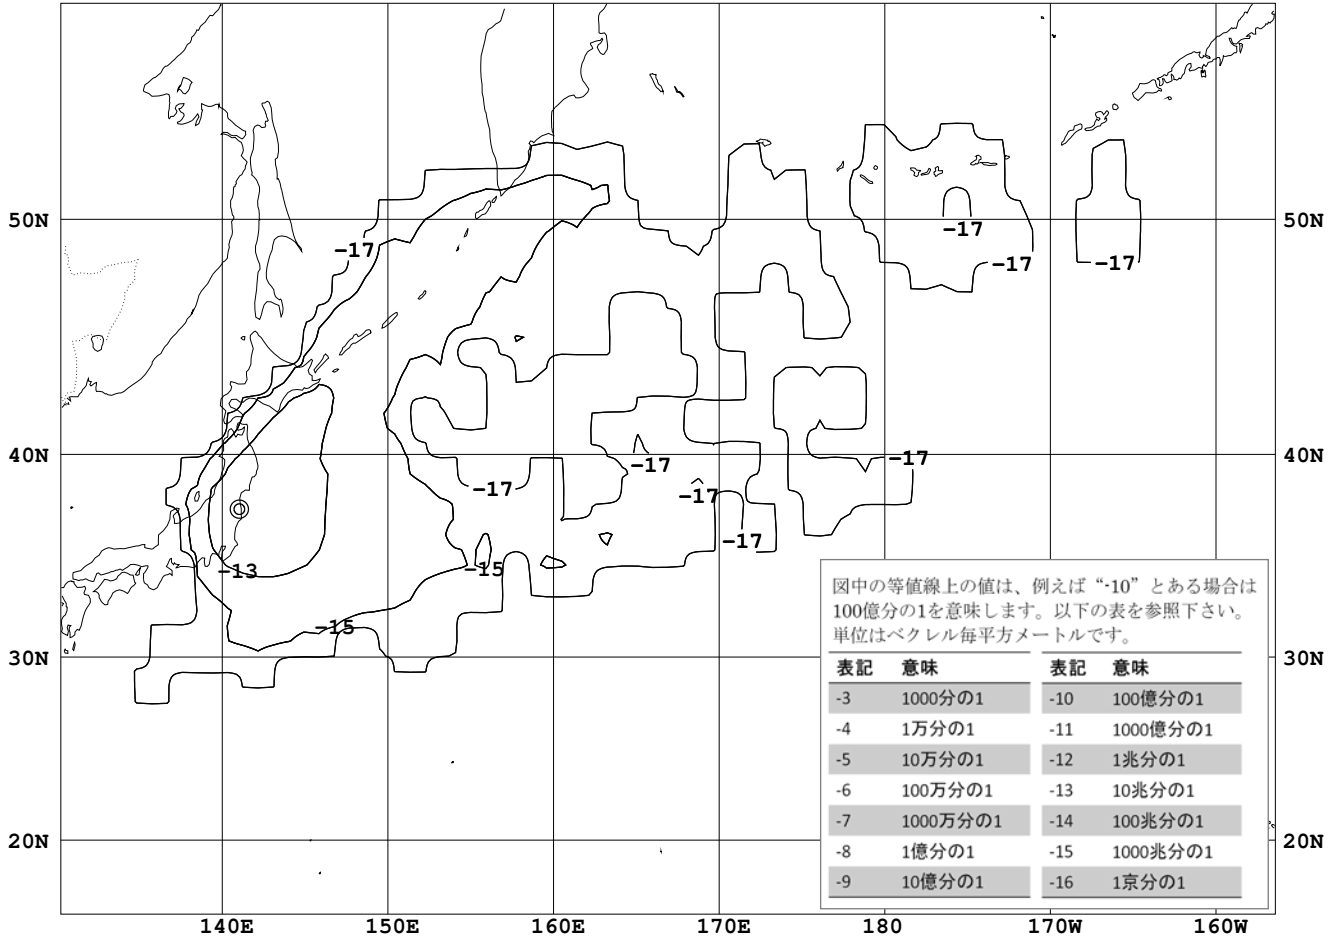 -17
50N
-17
-17
-17
50N
40N
-17
-17
40N
-17
-17
-17
-13
-15
-15
30N
30N
20N
20N
図中の等値線上の値は、例えば“-10”とある場合は
100億分の1を意味します。以下の表を参照下さい。
単位はベクレル毎平方メートルです。
表記 意味 表記 意味
-3 1000分の1 -10 100億分の1
-4 1万分の1 -11 1000億分の1
-5 10万分の1 -12 1兆分の1
-6 100万分の1 -13 10兆分の1
-7 1000万分の1 -14 100兆分の1
-8 1億分の1 -15 1000兆分の1
-9 10億分の1 -16 1京分の1
140E 150E 160E 170E 180 170W 160W